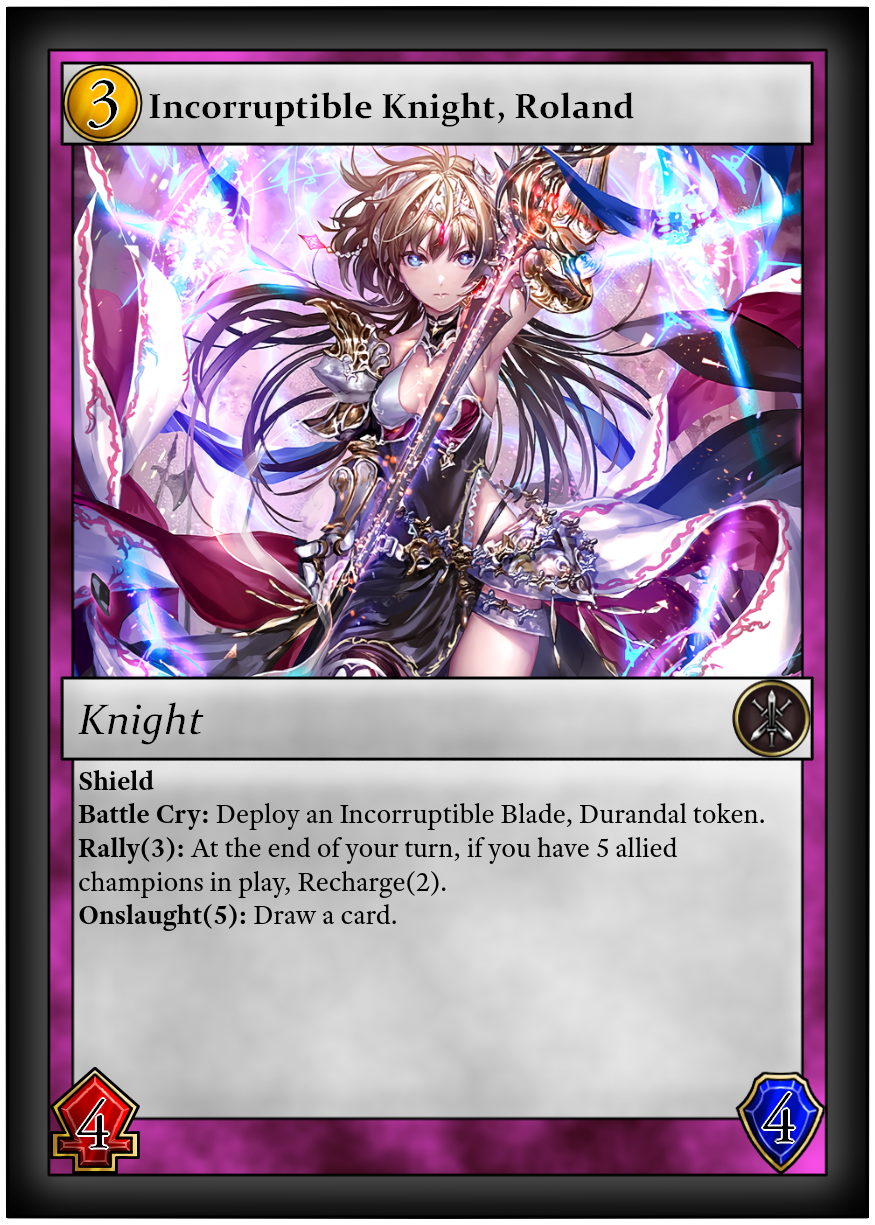 3
Incorruptible Knight, Roland
Knight
Shield
Battle Cry: Deploy an Incorruptible Blade, Durandal token.
Rally(3): At the end of your turn, if you have 5 allied
champions in play, Recharge(2).
Onslaught(5): Draw a card.
4
4